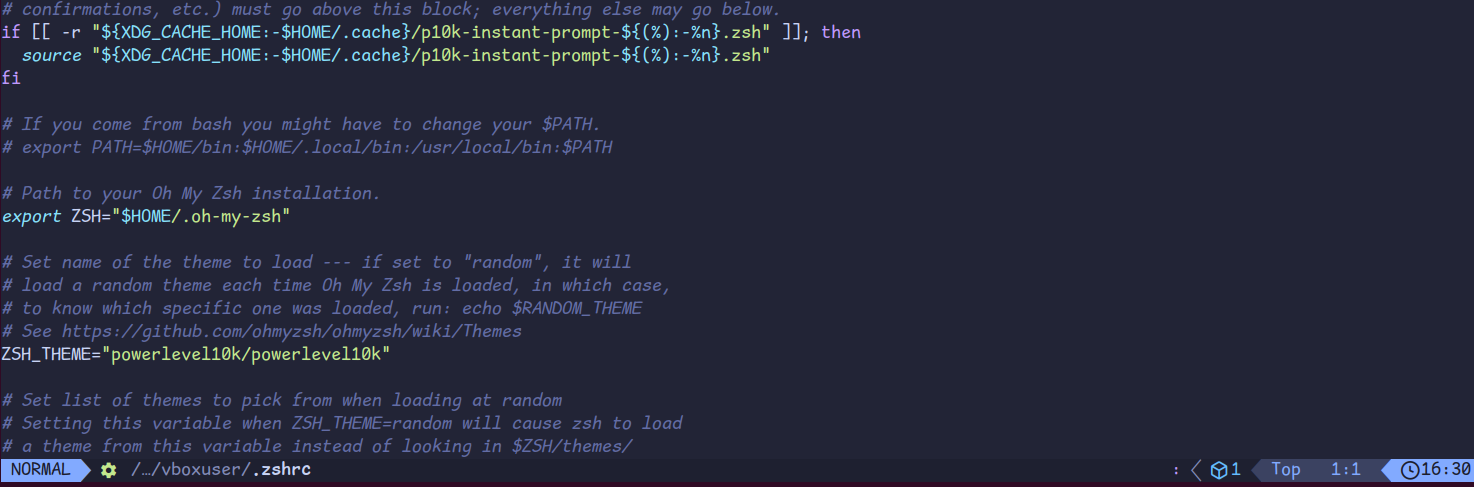 # confirmations, etc.) must go above this block; everything else may go below.
if [[ -r "${XDG_CACHE_HOME:-$HOME/.cache}/p10k-instant-prompt-${(%):-%n}.zsh" ]]; then
  source "${XDG_CACHE_HOME:-$HOME/.cache}/p10k-instant-prompt-${(%):-%n}.zsh"
fi

# If you come from bash you might have to change your $PATH.
# export PATH=$HOME/bin:$HOME/.local/bin:/usr/local/bin:$PATH

# Path to your Oh My Zsh installation.
export ZSH="$HOME/.oh-my-zsh"

# Set name of the theme to load --- if set to "random", it will
# load a random theme each time Oh My Zsh is loaded, in which case,
# to know which specific one was loaded, run: echo $RANDOM_THEME
# See https://github.com/ohmyzsh/ohmyzsh/wiki/Themes
ZSH_THEME="powerlevel10k/powerlevel10k"

# Set list of themes to pick from when loading at random
# Setting this variable when ZSH_THEME=random will cause zsh to load
# a theme from this variable instead of looking in $ZSH/themes/
NORMAL /…/vboxuser/.zshrc : 1 Top 1:1 16:30